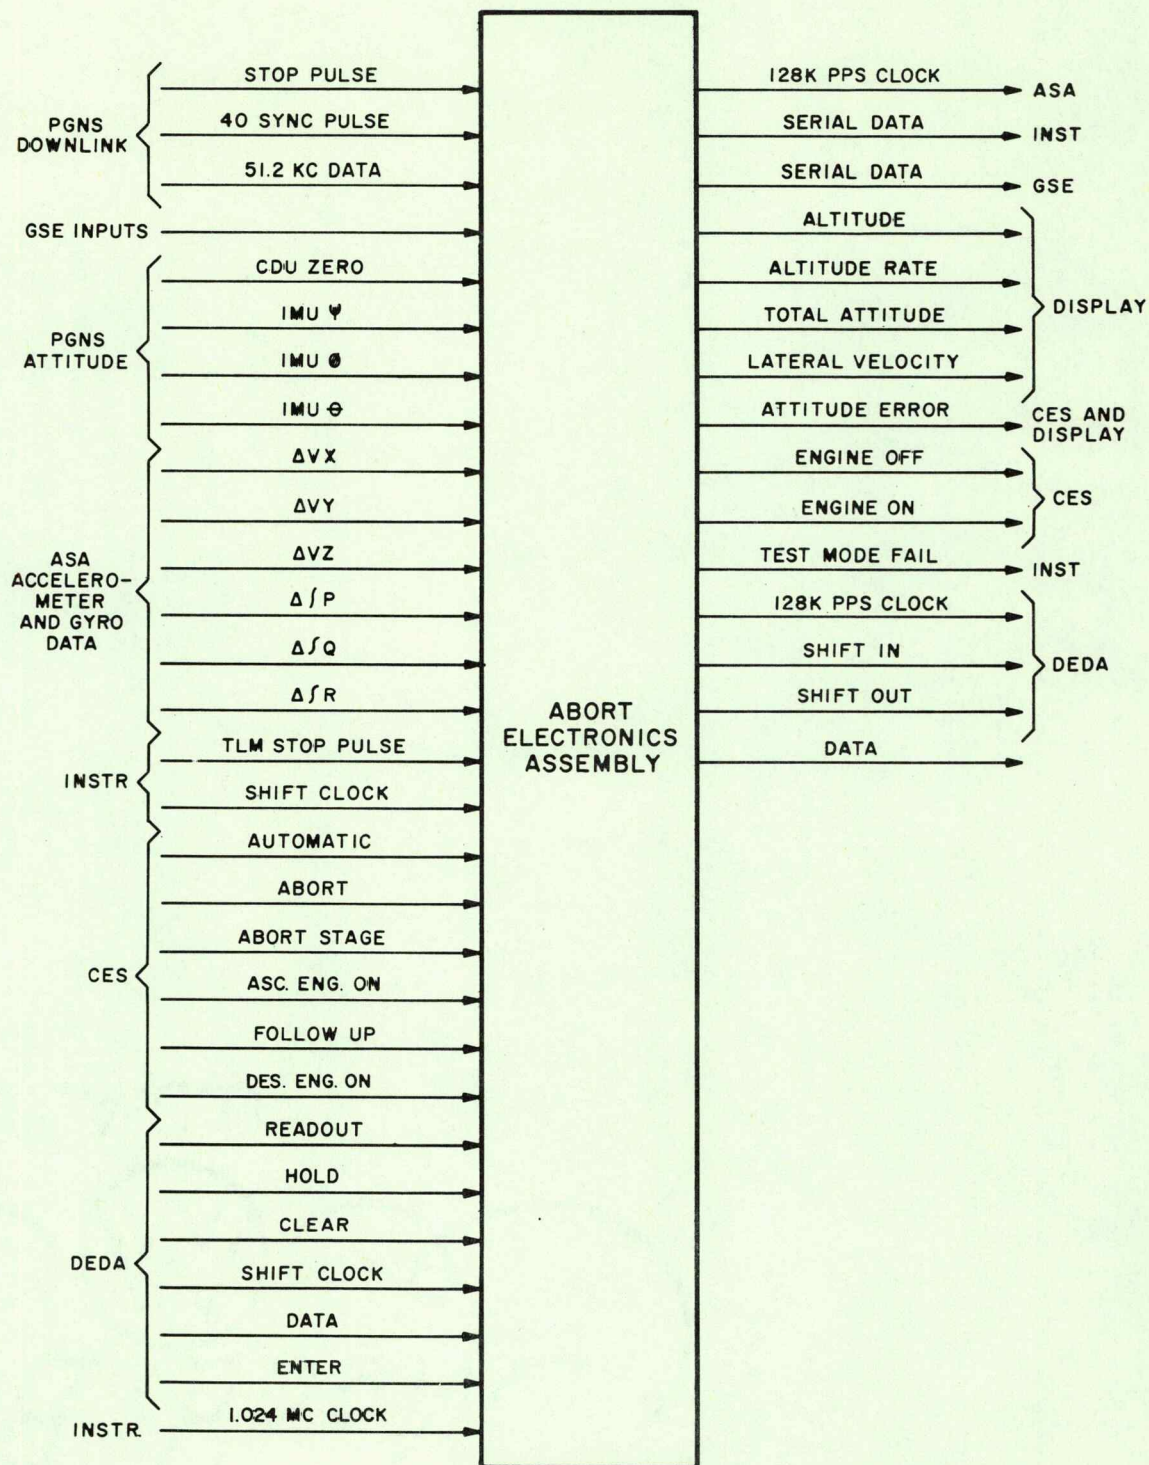 PGNS
DOWNLINK
STOP PULSE
40 SYNC PULSE
51.2 KC DATA
GSE INPUTS
PGNS
ATTITUDE
CDU ZERO
IMU Ψ
IMU Ø
IMU Θ
ASA
ACCELERO-
METER
AND GYRO
DATA
ΔVX
ΔVY
ΔVZ
Δ∫P
Δ∫Q
Δ∫R
INSTR
TLM STOP PULSE
SHIFT CLOCK
CES
AUTOMATIC
ABORT
ABORT STAGE
ASC. ENG. ON
FOLLOW UP
DES. ENG. ON
DEDA
READOUT
HOLD
CLEAR
SHIFT CLOCK
DATA
ENTER
INSTR.
1.024 MC CLOCK
ABORT
ELECTRONICS
ASSEMBLY
128K PPS CLOCK
ASA
SERIAL DATA
INST
SERIAL DATA
GSE
ALTITUDE
ALTITUDE RATE
TOTAL ATTITUDE
LATERAL VELOCITY
DISPLAY
ATTITUDE ERROR
CES AND
DISPLAY
ENGINE OFF
ENGINE ON
CES
TEST MODE FAIL
INST
128K PPS CLOCK
SHIFT IN
SHIFT OUT
DEDA
DATA